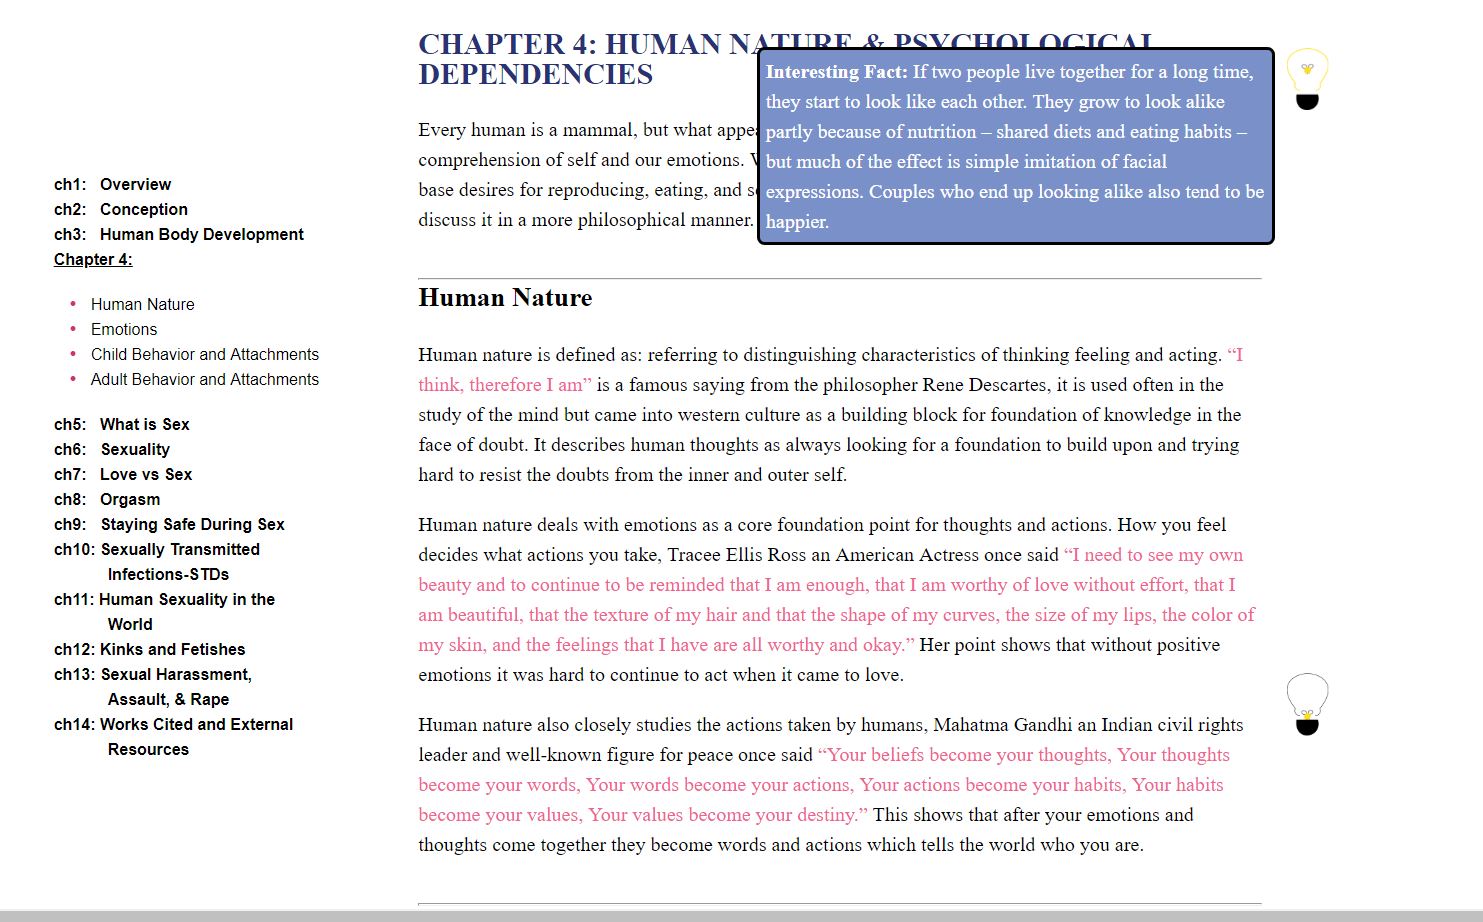 CHAPTER 4: HUMAN NATURE & PSYCHOLOGICAL
DEPENDENCIES
Interesting Fact: If two people live together for a long time,
they start to look like each other. They grow to look alike
partly because of nutrition – shared diets and eating habits –
but much of the effect is simple imitation of facial
expressions. Couples who end up looking alike also tend to be
happier.
Every human is a mammal, but what
comprehension of self and our emotions.
base desires for reproducing, eating, and
discuss it in a more philosophical manner.
ch1: Overview
ch2: Conception
ch3: Human Body Development
Chapter 4:
• Human Nature
• Emotions
• Child Behavior and Attachments
• Adult Behavior and Attachments
ch5: What is Sex
ch6: Sexuality
ch7: Love vs Sex
ch8: Orgasm
ch9: Staying Safe During Sex
ch10: Sexually Transmitted
Infections-STDs
ch11: Human Sexuality in the
World
ch12: Kinks and Fetishes
ch13: Sexual Harassment,
Assault, & Rape
ch14: Works Cited and External
Resources
Human Nature
Human nature is defined as: referring to distinguishing characteristics of thinking feeling and acting. “I
think, therefore I am” is a famous saying from the philosopher Rene Descartes, it is used often in the
study of the mind but came into western culture as a building block for foundation of knowledge in the
face of doubt. It describes human thoughts as always looking for a foundation to build upon and trying
hard to resist the doubts from the inner and outer self.
Human nature deals with emotions as a core foundation point for thoughts and actions. How you feel
decides what actions you take, Tracee Ellis Ross an American Actress once said “I need to see my own
beauty and to continue to be reminded that I am enough, that I am worthy of love without effort, that I
am beautiful, that the texture of my hair and that the shape of my curves, the size of my lips, the color of
my skin, and the feelings that I have are all worthy and okay.” Her point shows that without positive
emotions it was hard to continue to act when it came to love.
Human nature also closely studies the actions taken by humans, Mahatma Gandhi an Indian civil rights
leader and well-known figure for peace once said “Your beliefs become your thoughts, Your thoughts
become your words, Your words become your actions, Your actions become your habits, Your habits
become your values, Your values become your destiny.” This shows that after your emotions and
thoughts come together they become words and actions which tells the world who you are.